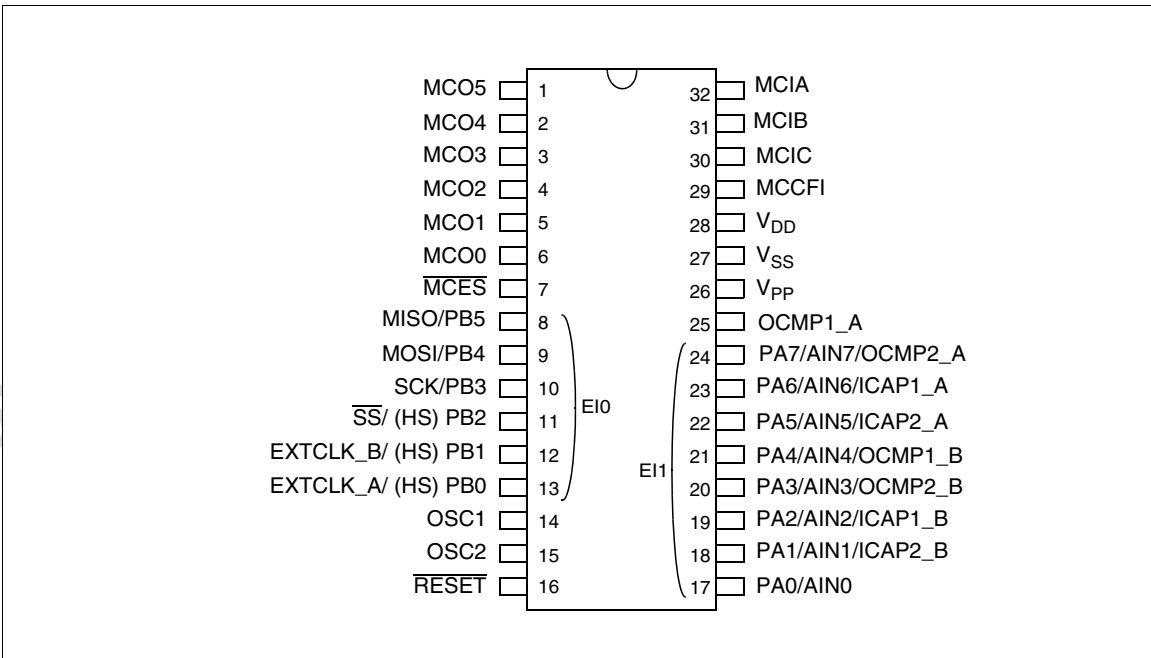 MCO5 1 32 MCIA
MCO4 2 31 MCIB
MCO3 3 30 MCIC
MCO2 4 29 MCCFI
MCO1 5 28 VDD
MCO0 6 27 VSS
MCES 7 26 VPP
MISO/PB5 8 25 OCMP1_A
MOSI/PB4 9 24 PA7/AIN7/OCMP2_A
SCK/PB3 10 23 PA6/AIN6/ICAP1_A
EI0
SS/ (HS) PB2 11 22 PA5/AIN5/ICAP2_A
EXTCLK_B/ (HS) PB1 12 21 PA4/AIN4/OCMP1_B
EI1
EXTCLK_A/ (HS) PB0 13 20 PA3/AIN3/OCMP2_B
OSC1 14 19 PA2/AIN2/ICAP1_B
OSC2 15 18 PA1/AIN1/ICAP2_B
RESET 16 17 PA0/AIN0